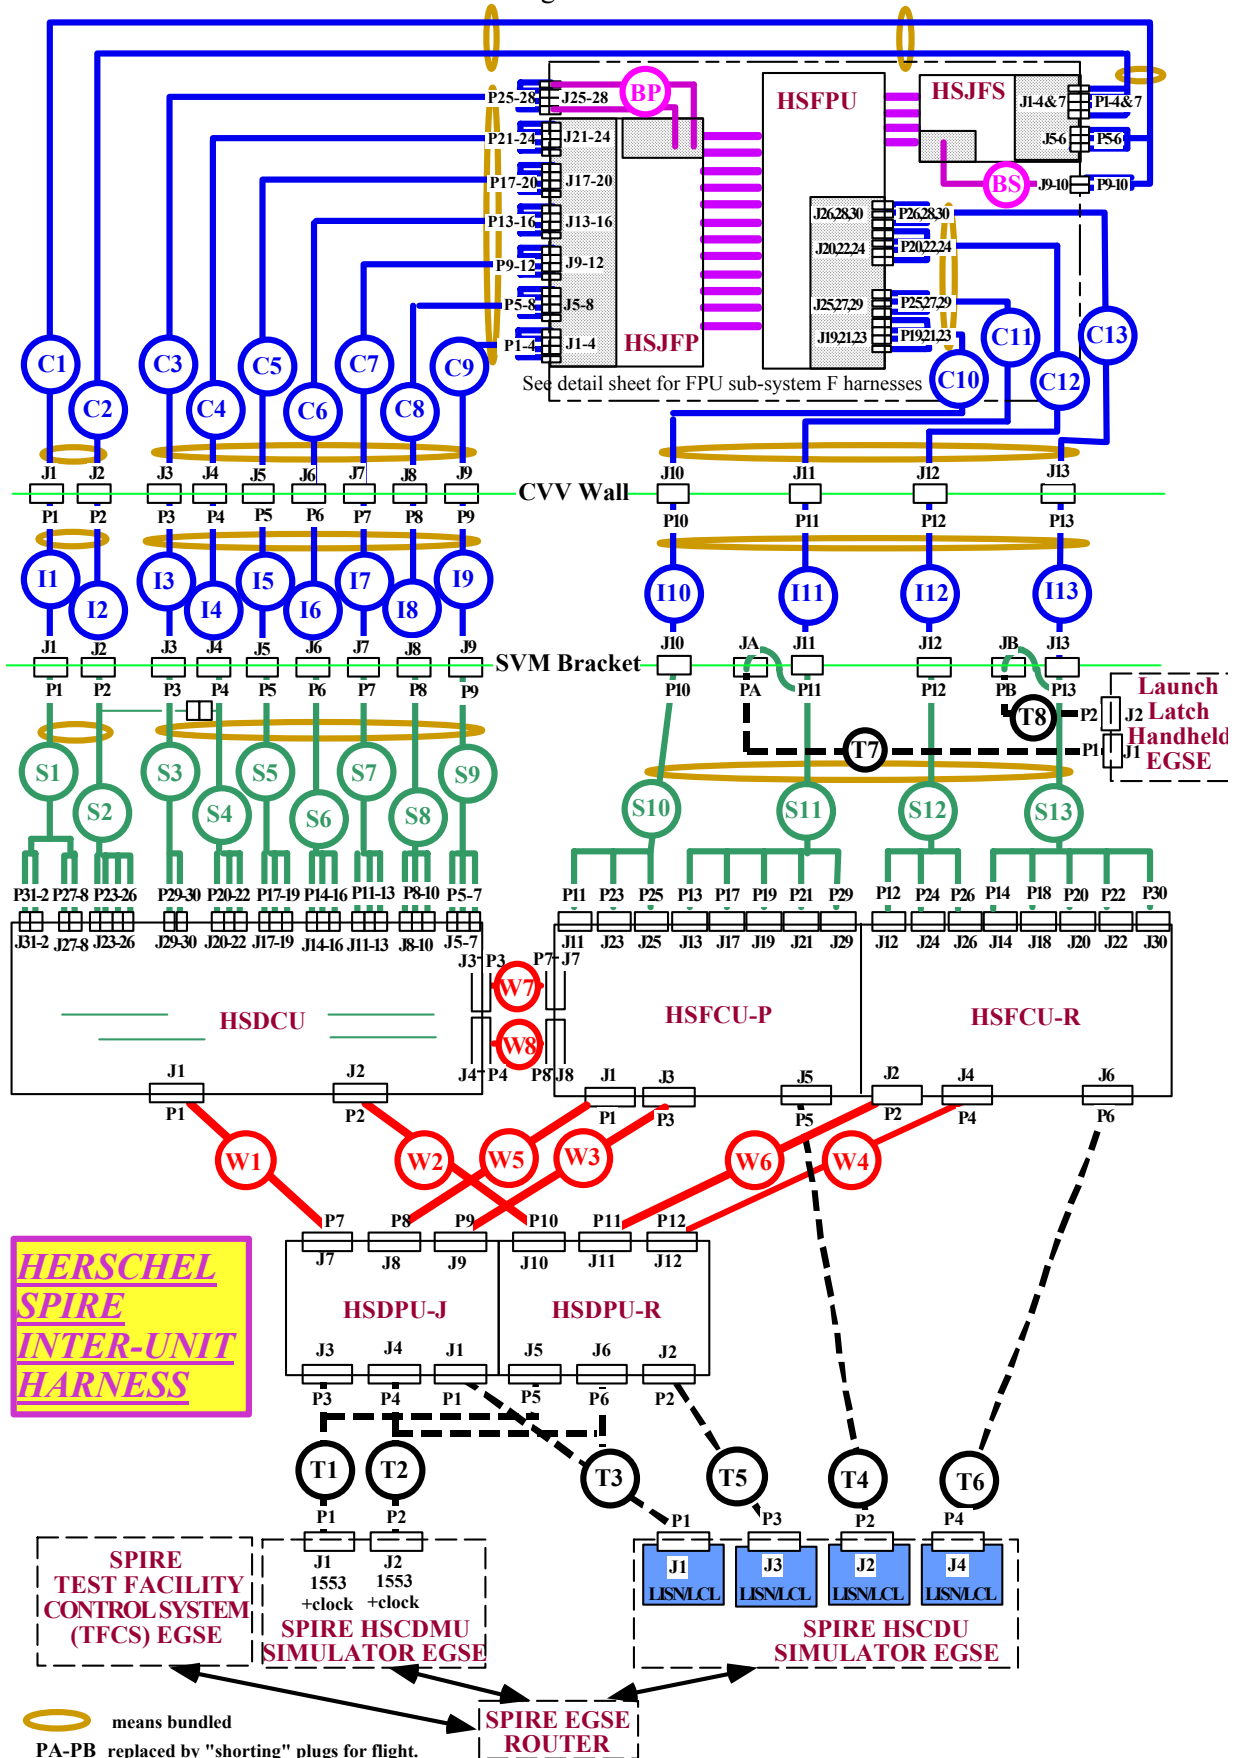 BP
HSFPU
HSJFS
P25-28
J25-28
J1-4&7
P1-4&7
P21-24
J21-24
J5-6
P5-6
P17-20
J17-20
BS
J9-10
P9-10
P13-16
J13-16
J26,28,30
P26,28,30
J20,22,24
P20,22,24
P9-12
J9-12
P5-8
J5-8
J25,27,29
P25,27,29
P1-4
J1-4
HSJFP
J19,21,23
P19,21,23
C1
C3
C5
C7
C9
C11
C13
See detail sheet for FPU sub-system F harnesses
C2
C4
C6
C8
C10
C12
J1
J2
J3
J4
J5
J6
J7
J8
J9
J10
J11
J12
J13
CVV Wall
P1
P2
P3
P4
P5
P6
P7
P8
P9
P10
P11
P12
P13
I1
I2
I3
I4
I5
I6
I7
I8
I9
I10
I11
I12
I13
J1
J2
J3
J4
J5
J6
J7
J8
J9
J10
JA
J11
J12
JB
J13
SVM Bracket
P1
P2
P3
P4
P5
P6
P7
P8
P9
P10
PA
P11
P12
PB
P13
Launch
Latch
Handheld
EGSE
P2
J2
P1
J1
T8
T7
S1
S2
S3
S4
S5
S6
S7
S8
S9
S10
S11
S12
S13
P31-2
P27-8
P23-26
P29-30
P20-22
P17-19
P14-16
P11-13
P8-10
P5-7
P11
P23
P25
P13
P17
P19
P21
P29
P12
P24
P26
P14
P18
P20
P22
P30
J31-2
J27-8
J23-26
J29-30
J20-22
J17-19
J14-16
J11-13
J8-10
J5-7
J11
J23
J25
J13
J17
J19
J21
J29
J12
J24
J26
J14
J18
J20
J22
J30
J3
P3
W7
P7
J7
HSDCU
HSFCU-P
HSFCU-R
J4
P4
W8
P8
J8
J1
J2
J1
J3
J5
J2
J4
J6
P1
P2
P1
P3
P5
P2
P4
P6
W1
W2
W5
W3
W6
W4
P7
P8
P9
P10
P11
P12
J7
J8
J9
J10
J11
J12
HERSCHEL
SPIRE
INTER-UNIT
HARNESS
HSDPU-J
HSDPU-R
J3
J4
J1
J5
J6
J2
P3
P4
P1
P5
P6
P2
T1
T2
T3
T5
T4
T6
P1
P2
P1
P3
P2
P4
J1
1553
+clock
J2
1553
+clock
J1
LISN/LCL
J3
LISN/LCL
J2
LISN/LCL
J4
LISN/LCL
SPIRE
TEST FACILITY
CONTROL SYSTEM
(TFCS) EGSE
SPIRE HSCDMU
SIMULATOR EGSE
SPIRE HSCDU
SIMULATOR EGSE
SPIRE EGSE
ROUTER
means bundled
PA-PB replaced by "shorting" plugs for flight.